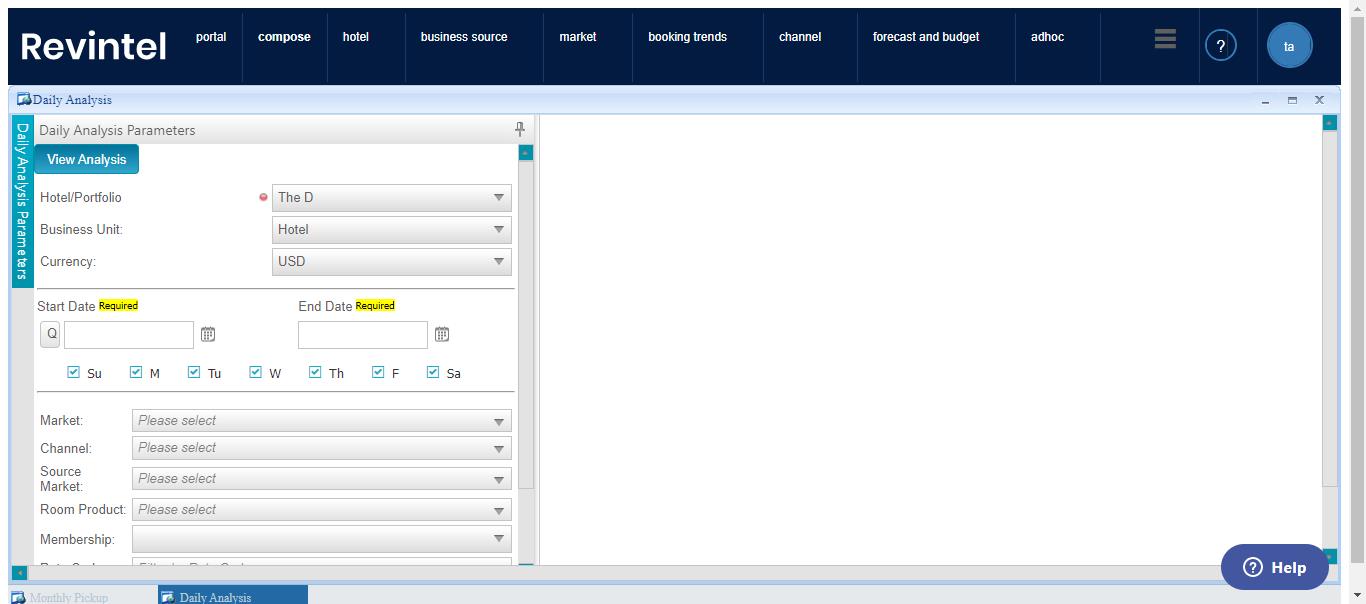 Revintel
portal
compose
hotel
business source
market
booking trends
channel
forecast and budget
adhoc
?
ta
Daily Analysis
Daily Analysis Parameters
Daily Analysis Parameters
View Analysis
Hotel/Portfolio
The D
Business Unit:
Hotel
Currency:
USD
Start Date Required
End Date Required
Q
Su
M
Tu
W
Th
F
Sa
Market:
Please select
Channel:
Please select
Source
Market:
Please select
Room Product:
Please select
Membership:
? Help
Monthly Pickup
Daily Analysis